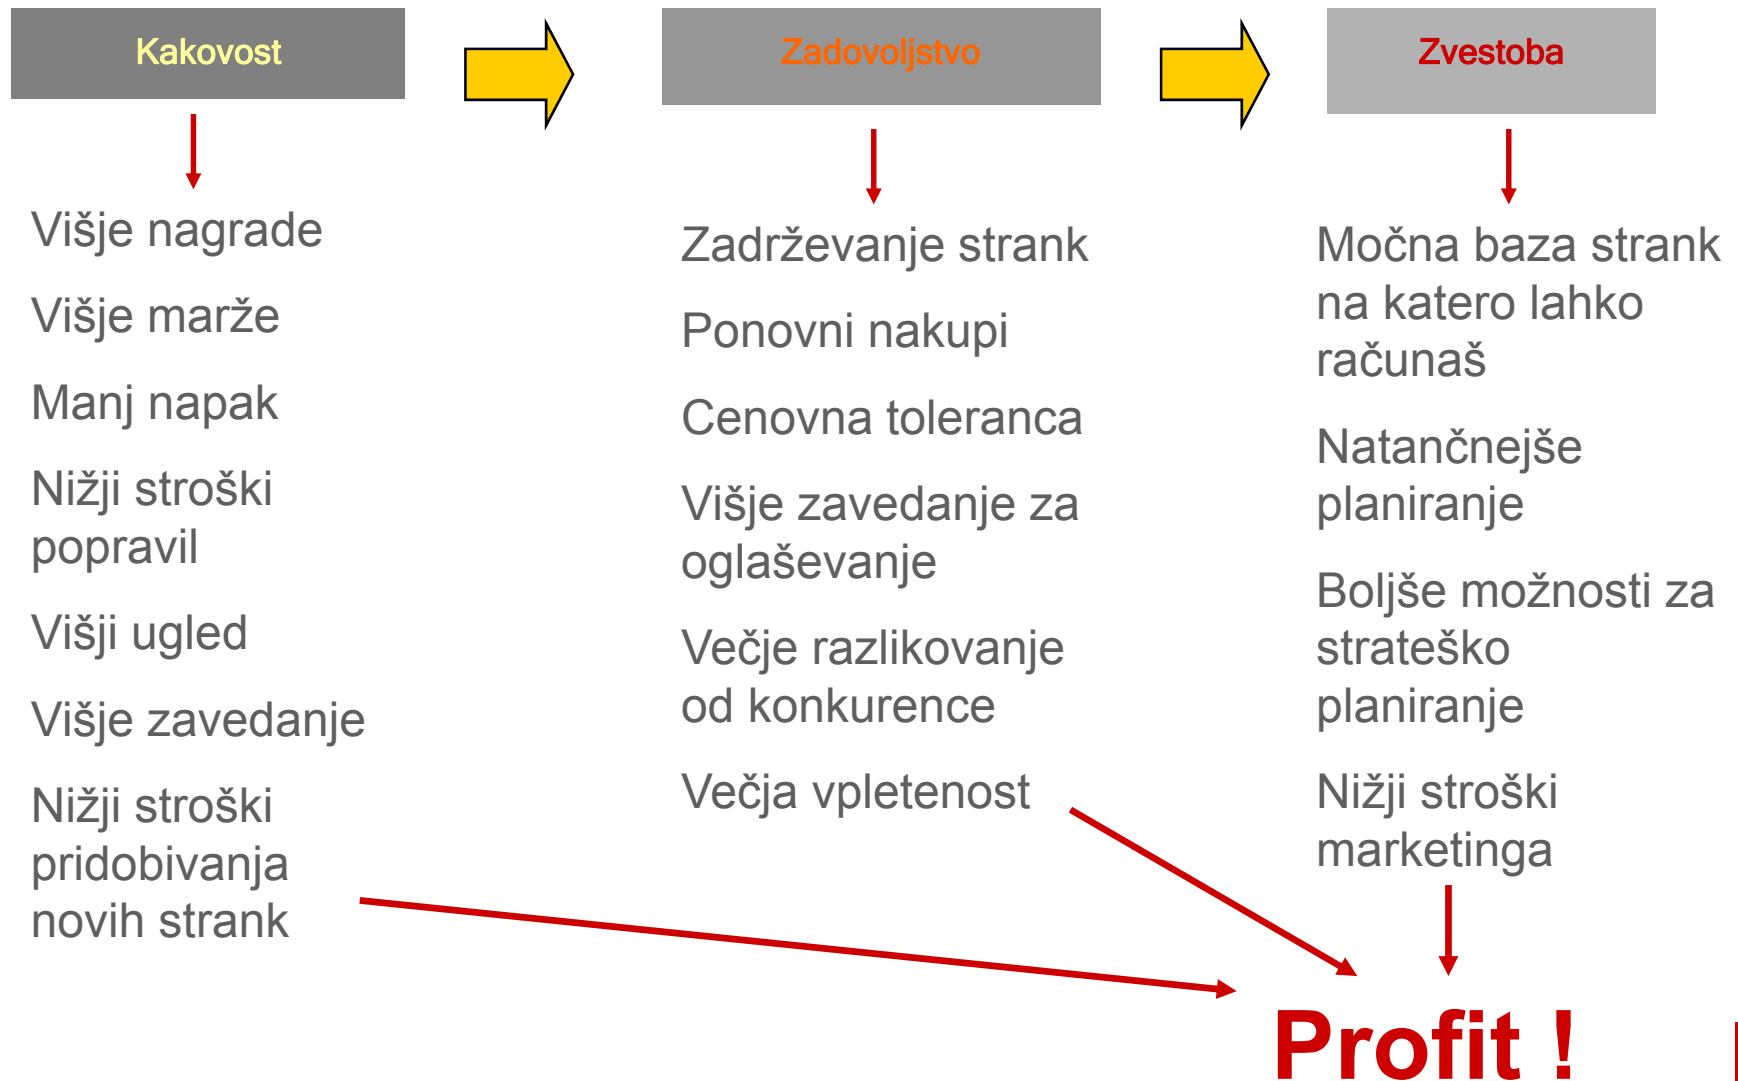 Kakovost
Zadovoljstvo
Zvestoba
Višje nagrade
Višje marže
Manj napak
Nižji stroški
popravil
Višji ugled
Višje zavedanje
Nižji stroški
pridobivanja
novih strank
Zadrževanje strank
Ponovni nakupi
Cenovna toleranca
Višje zavedanje za
oglaševanje
Večje razlikovanje
od konkurence
Večja vpletenost
Močna baza strank
na katero lahko
računaš
Natančnejše
planiranje
Boljše možnosti za
strateško
planiranje
Nižji stroški
marketinga
Profit !